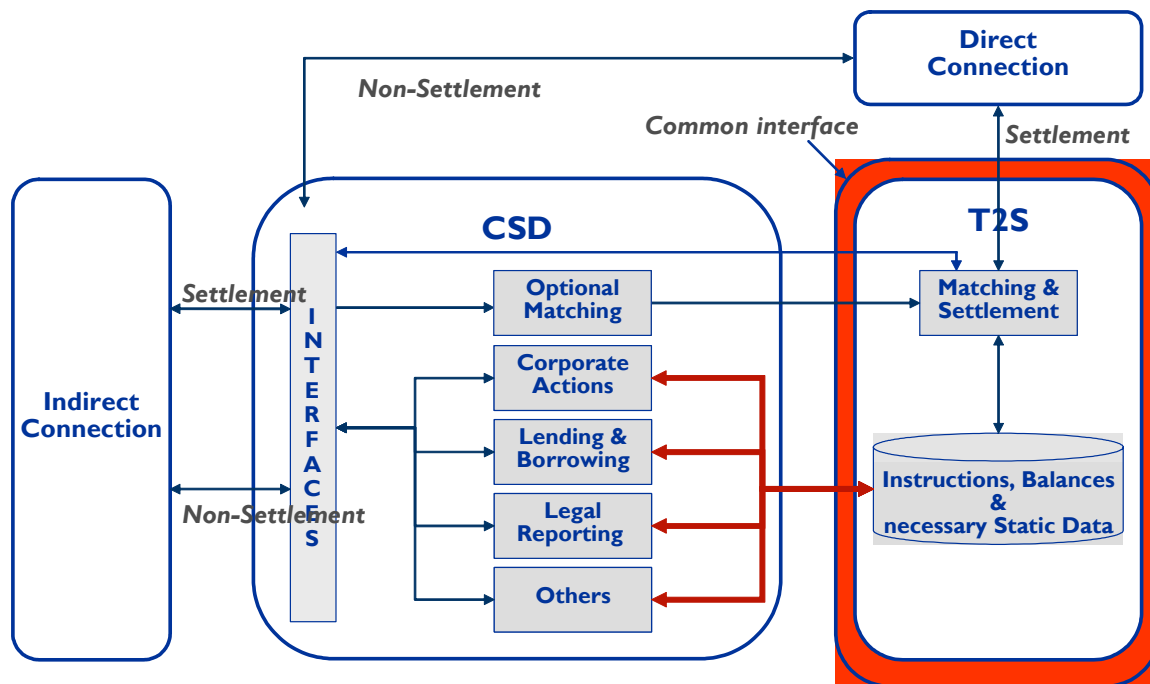 Direct
Connection
Non-Settlement
Common interface
Settlement
CSD
T2S
Settlement
Optional
Matching
Matching &
Settlement
INTERFACES
Corporate
Actions
Indirect
Connection
Lending &
Borrowing
Instructions, Balances
&
necessary Static Data
Non-Settlement
Legal
Reporting
Others